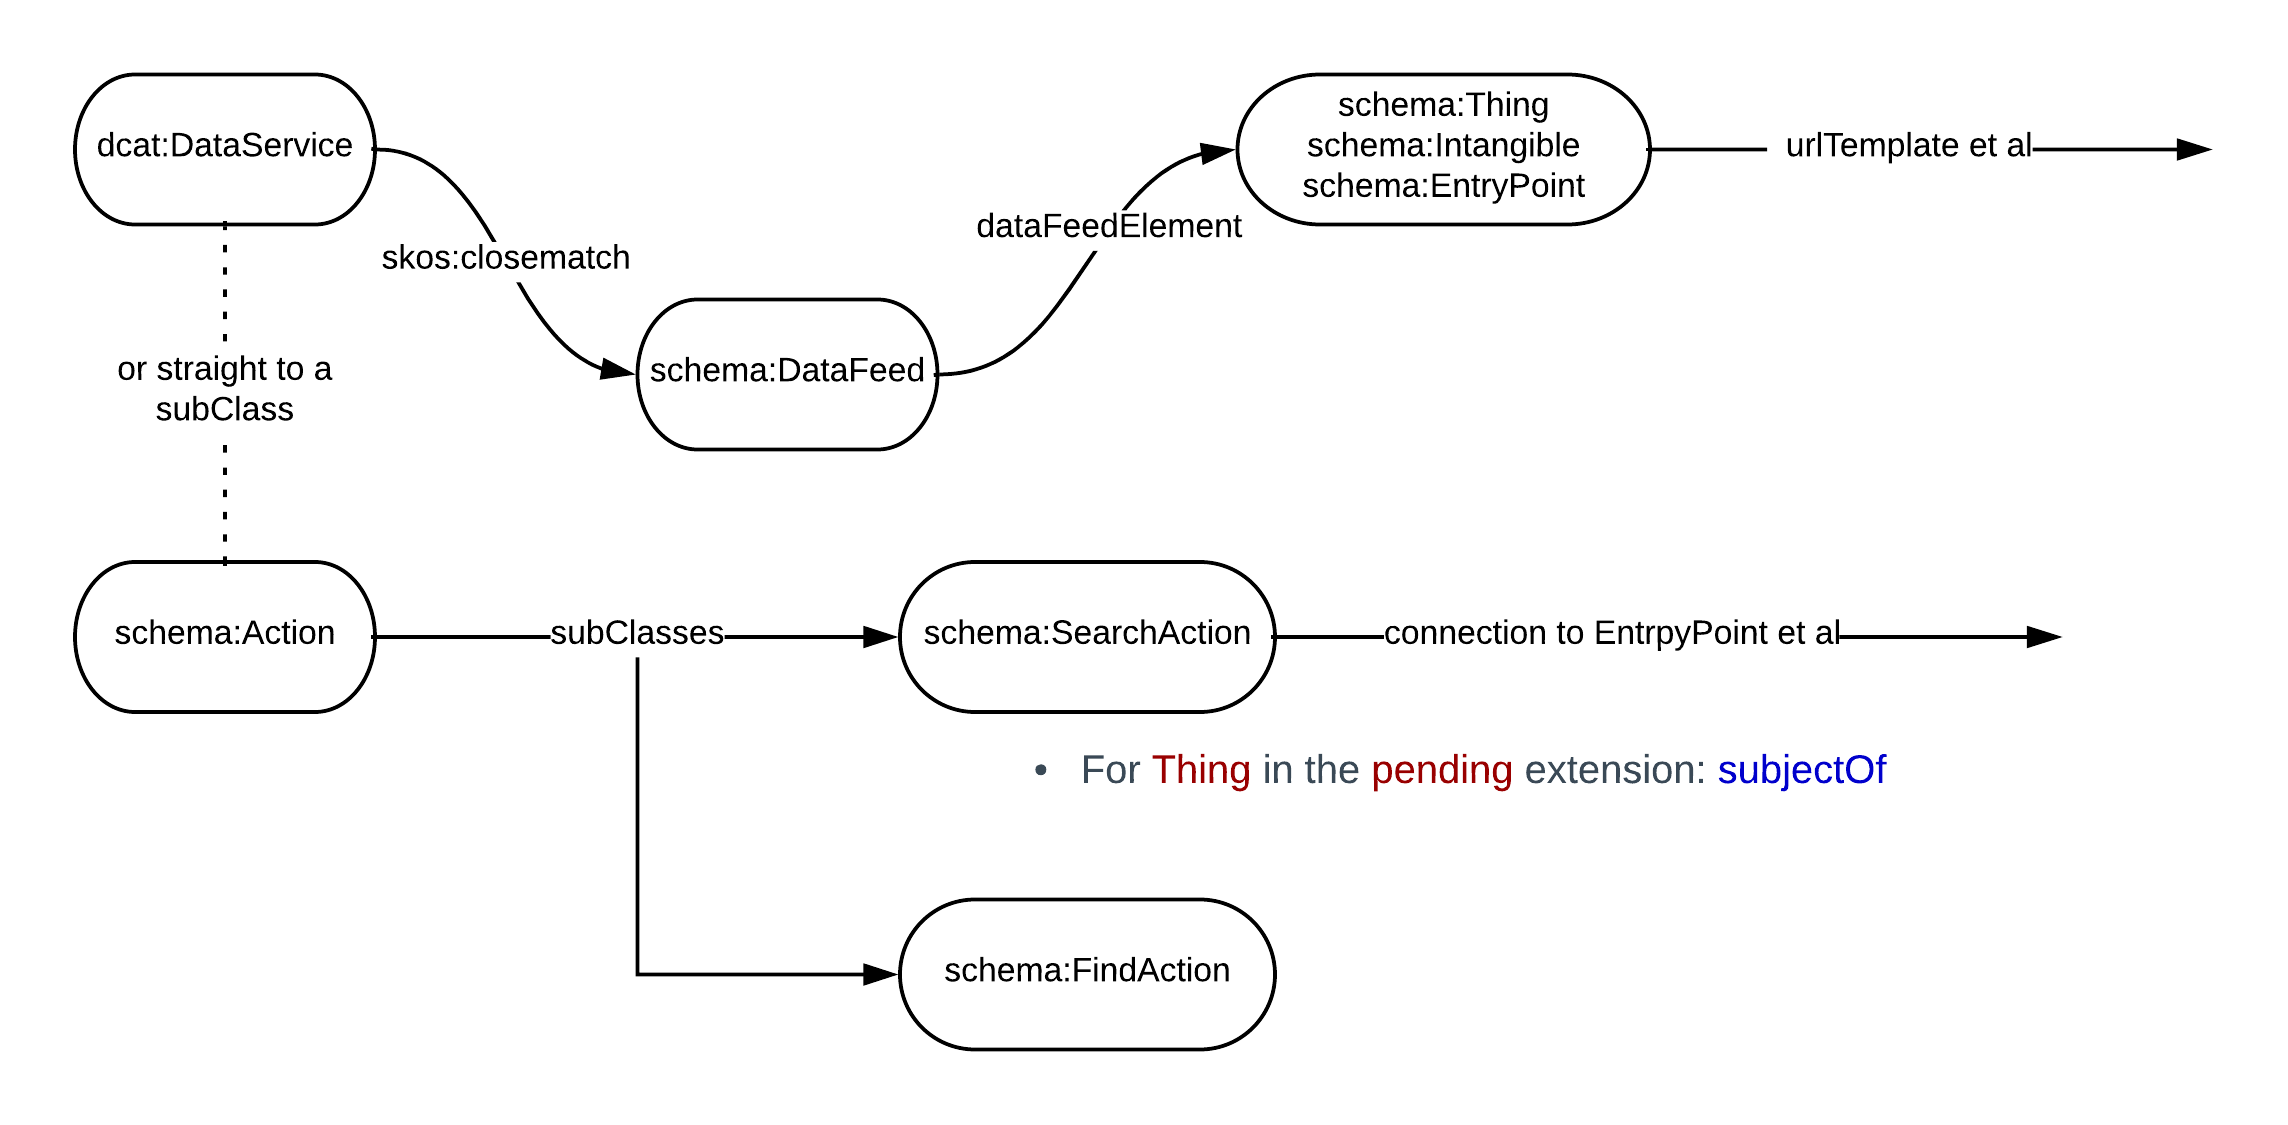 dcat:DataService
schema:Thing
schema:Intangible
schema:EntryPoint
urlTemplate et al
dataFeedElement
skos:closematch
schema:DataFeed
or straight to a
subClass
schema:Action
subClasses
schema:SearchAction
connection to EntrpyPoint et al
• For Thing in the pending extension: subjectOf
schema:FindAction